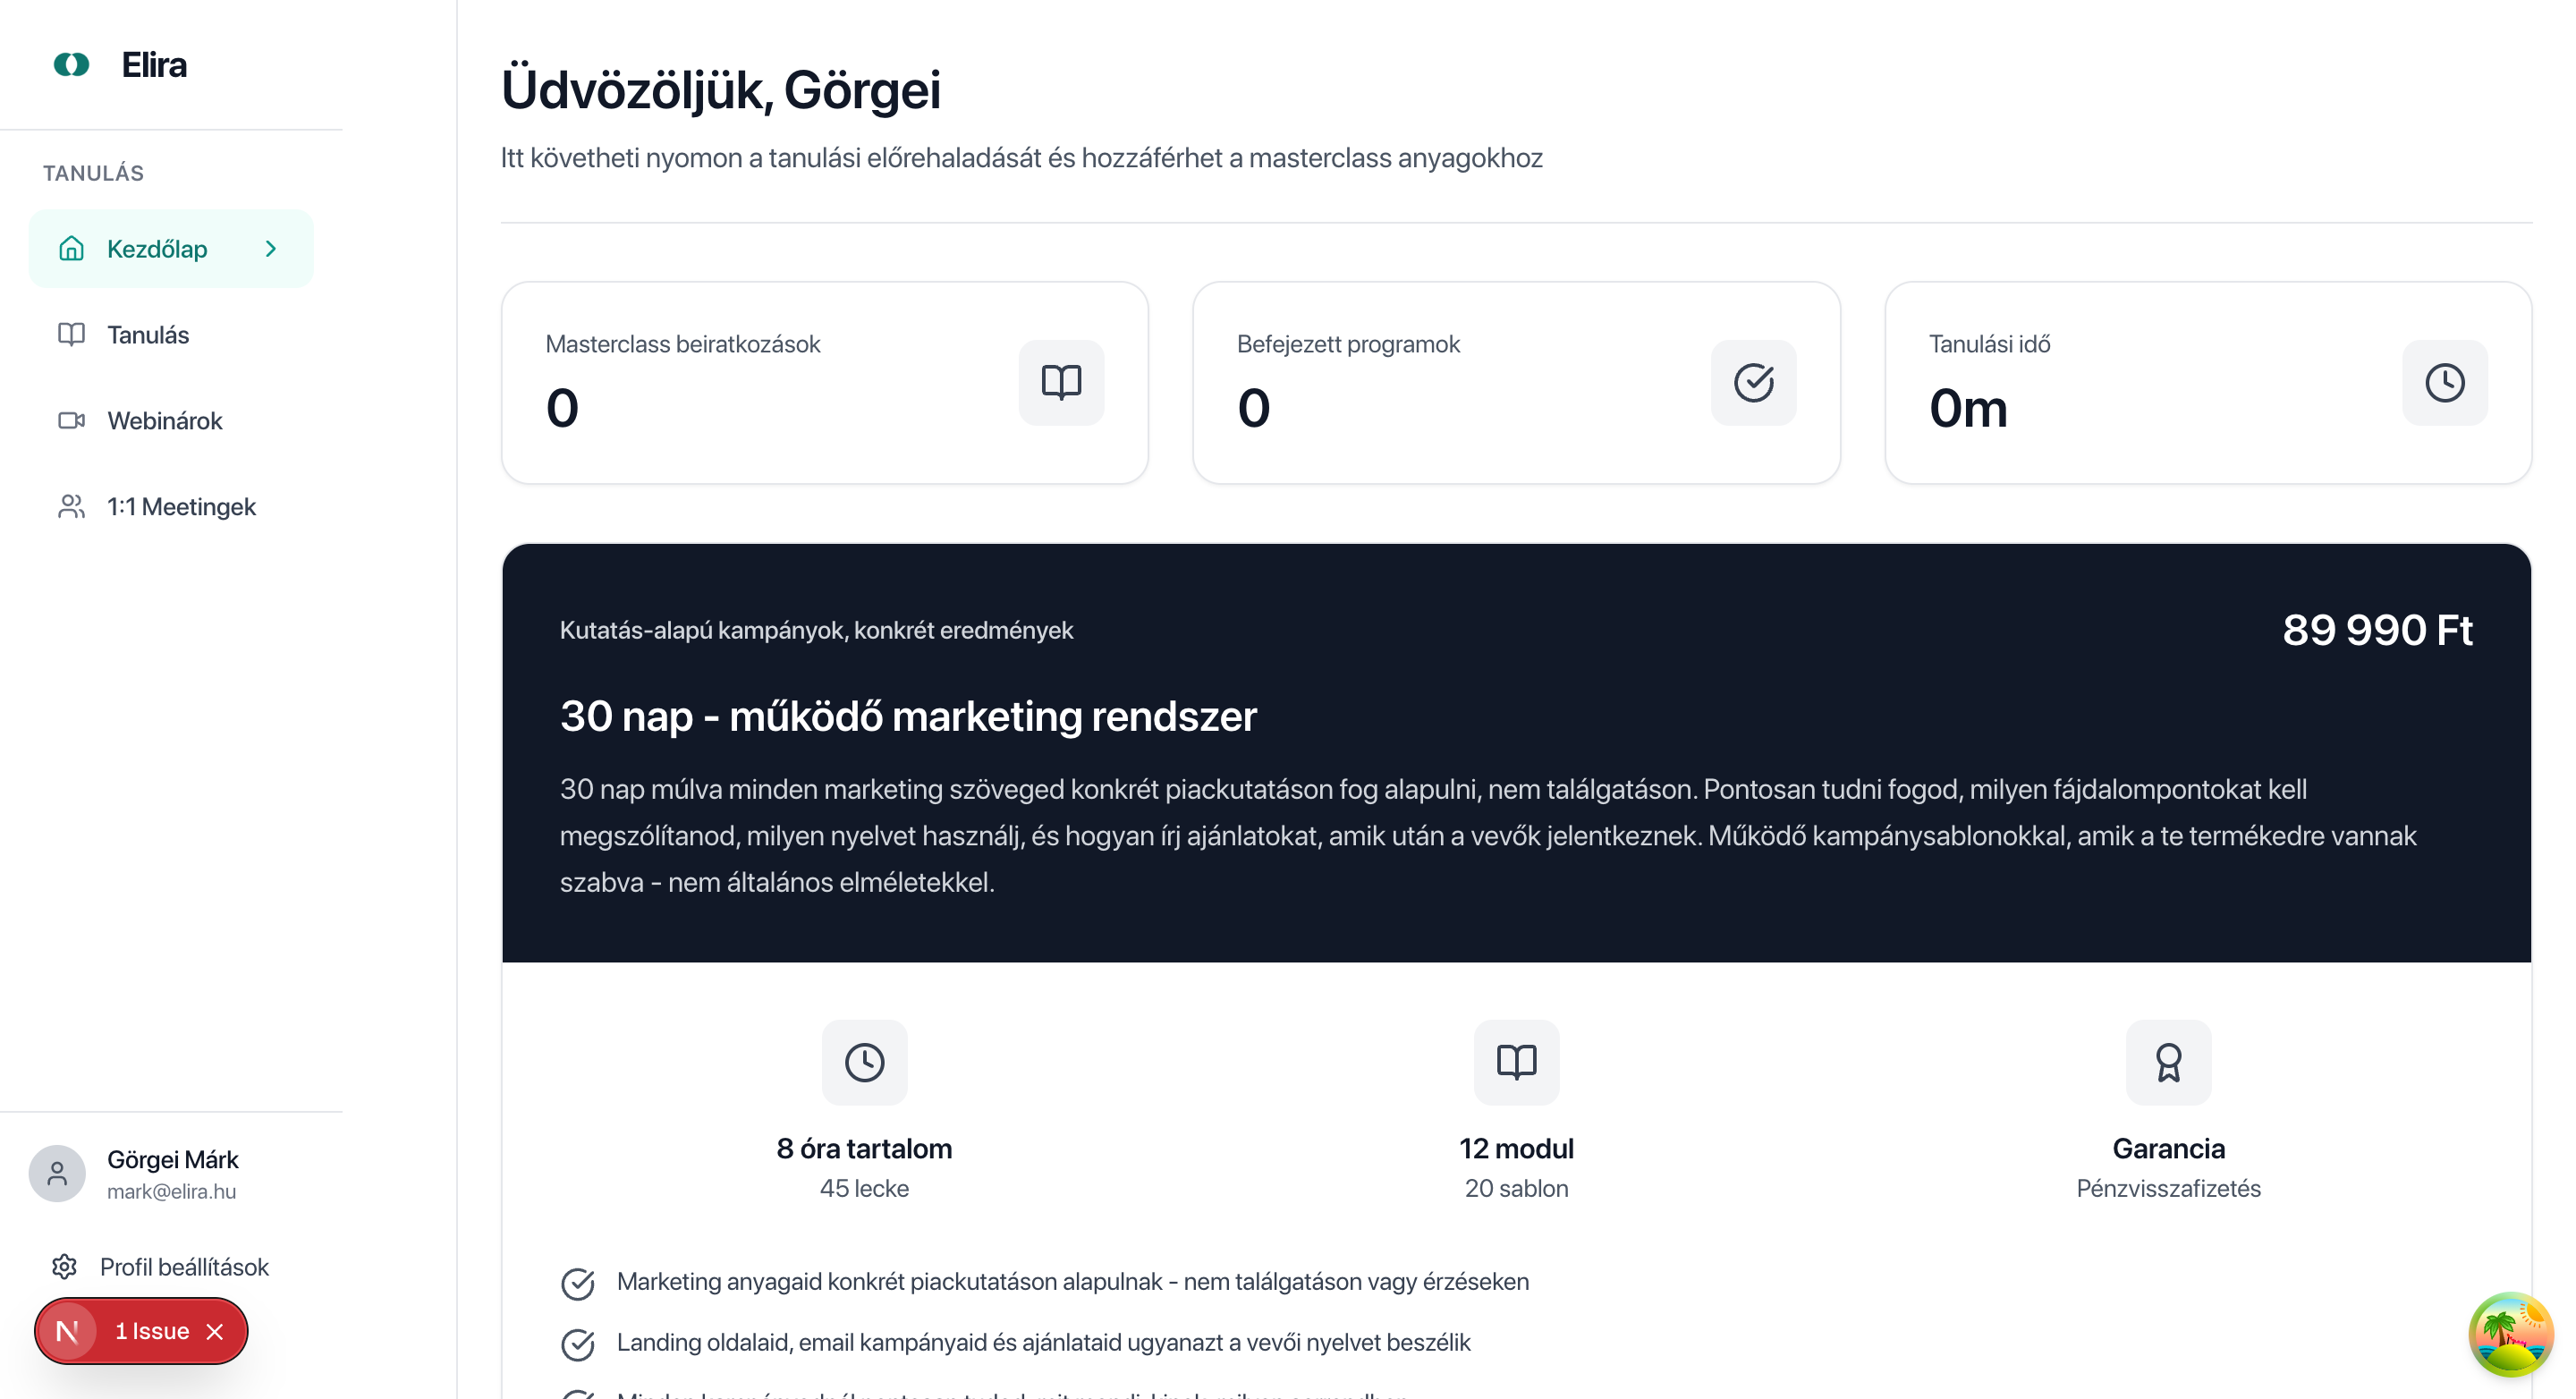 Elira
TANULÁS
Kezdőlap
Tanulás
Webinárok
1:1 Meetingek
Görgei Márk
mark@elira.hu
Profil beállítások
N
1 Issue
Üdvözöljük, Görgei
Itt követheti nyomon a tanulási előrehaladását és hozzáférhet a masterclass anyagokhoz
Masterclass beiratkozások
0
Befejezett programok
0
Tanulási idő
0m
Kutatás-alapú kampányok, konkrét eredmények
89 990 Ft
30 nap - működő marketing rendszer
30 nap múlva minden marketing szöveged konkrét piackutatáson fog alapulni, nem találgatáson. Pontosan tudni fogod, milyen fájdalompontokat kell
megszólítanod, milyen nyelvet használj, és hogyan írj ajánlatokat, amik után a vevők jelentkeznek. Működő kampánysablonokkal, amik a te termékedre vannak
szabva - nem általános elméletekkel.
8 óra tartalom
45 lecke
12 modul
20 sablon
Garancia
Pénzvisszafizetés
Marketing anyagaid konkrét piackutatáson alapulnak - nem találgatáson vagy érzéseken
Landing oldalaid, email kampányaid és ajánlataid ugyanazt a vevői nyelvet beszélik